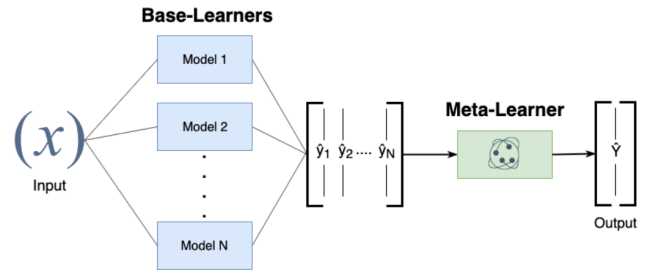 Base-Learners
Model 1
Model 2
Model N
(x)
Input
ŷ1 ŷ2 .... ŷN
Meta-Learner
Ŷ
Output